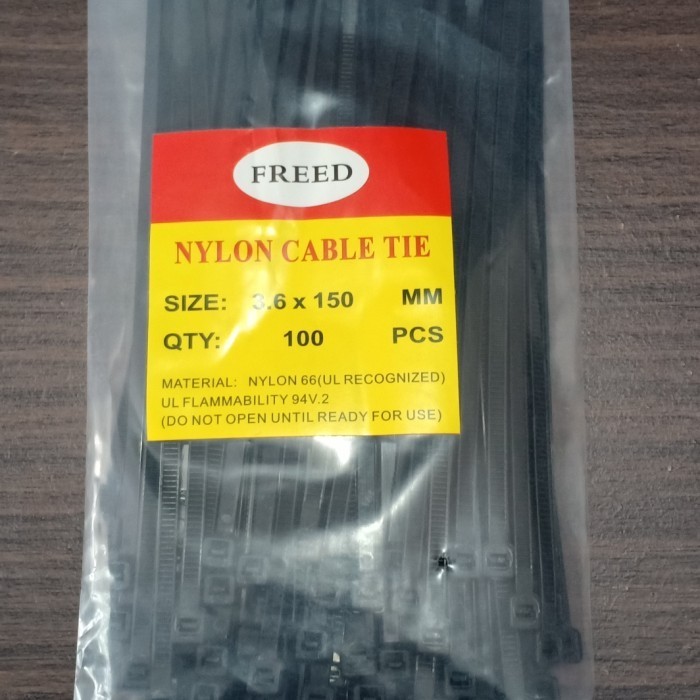 FREED
NYLON CABLE TIE
SIZE: 3.6 x 150 MM
QTY: 100 PCS
MATERIAL: NYLON 66(UL RECOGNIZED)
UL FLAMMABILITY 94V.2
(DO NOT OPEN UNTIL READY FOR USE)